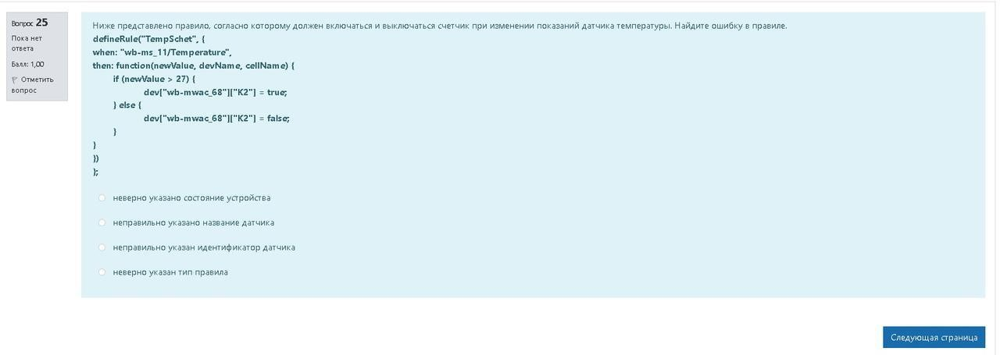 Вопрос 25
Пока нет
ответа
Балл: 1,00
Отметить
вопрос
Ниже представлено правило, согласно которому должен включаться и выключаться счетчик при изменении показаний датчика температуры. Найдите ошибку в правиле.
defineRule("TempSchet", {
when: "wb-ms_11/Temperature",
then: function(newValue, devName, cellName) {
if (newValue > 27) {
dev["wb-mwac_68"]["K2"] = true;
} else {
dev["wb-mwac_68"]["K2"] = false;
}
}
})
};
неверно указано состояние устройства
неправильно указано название датчика
неправильно указан идентификатор датчика
неверно указан тип правила
Следующая страница